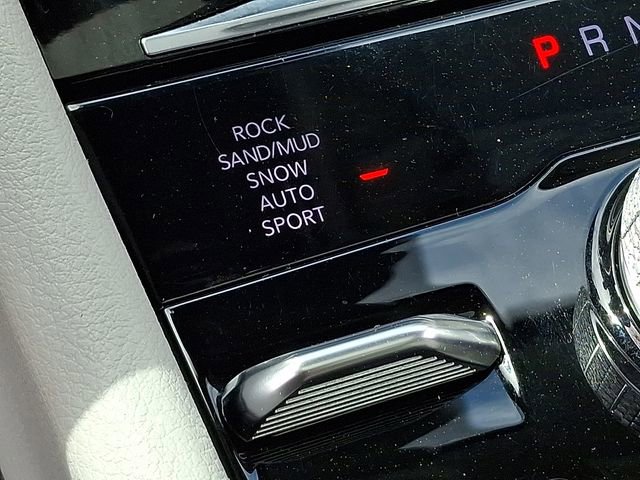 P R N
ROCK
SAND/MUD
SNOW
AUTO
SPORT